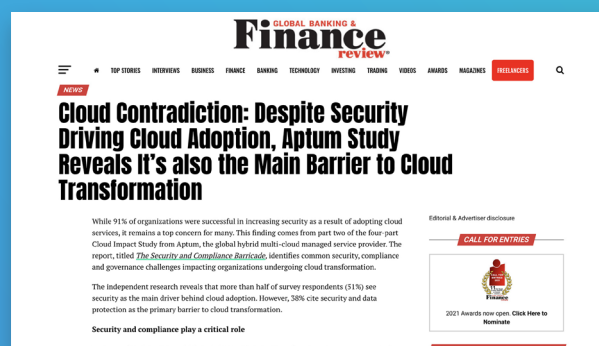 GLOBAL BANKING &
Finance
review
TOP STORIES INTERVIEWS BUSINESS FINANCE BANKING TECHNOLOGY INVESTING TRADING VIDEOS AWARDS MAGAZINES FREELANCERS
NEWS
Cloud Contradiction: Despite Security
Driving Cloud Adoption, Aptum Study
Reveals It’s also the Main Barrier to Cloud
Transformation
While 91% of organizations were successful in increasing security as a result of adopting cloud
services, it remains a top concern for many. This finding comes from part two of the four-part
Cloud Impact Study from Aptum, the global hybrid multi-cloud managed service provider. The
report, titled The Security and Compliance Barricade, identifies common security, compliance
and governance challenges impacting organizations undergoing cloud transformation.
The independent research reveals that more than half of survey respondents (51%) see
security as the main driver behind cloud adoption. However, 38% cite security and data
protection as the primary barrier to cloud transformation.
Security and compliance play a critical role
Editorial & Advertiser disclosure
CALL FOR ENTRIES
Finance
2021 Awards now open. Click Here to
Nominate